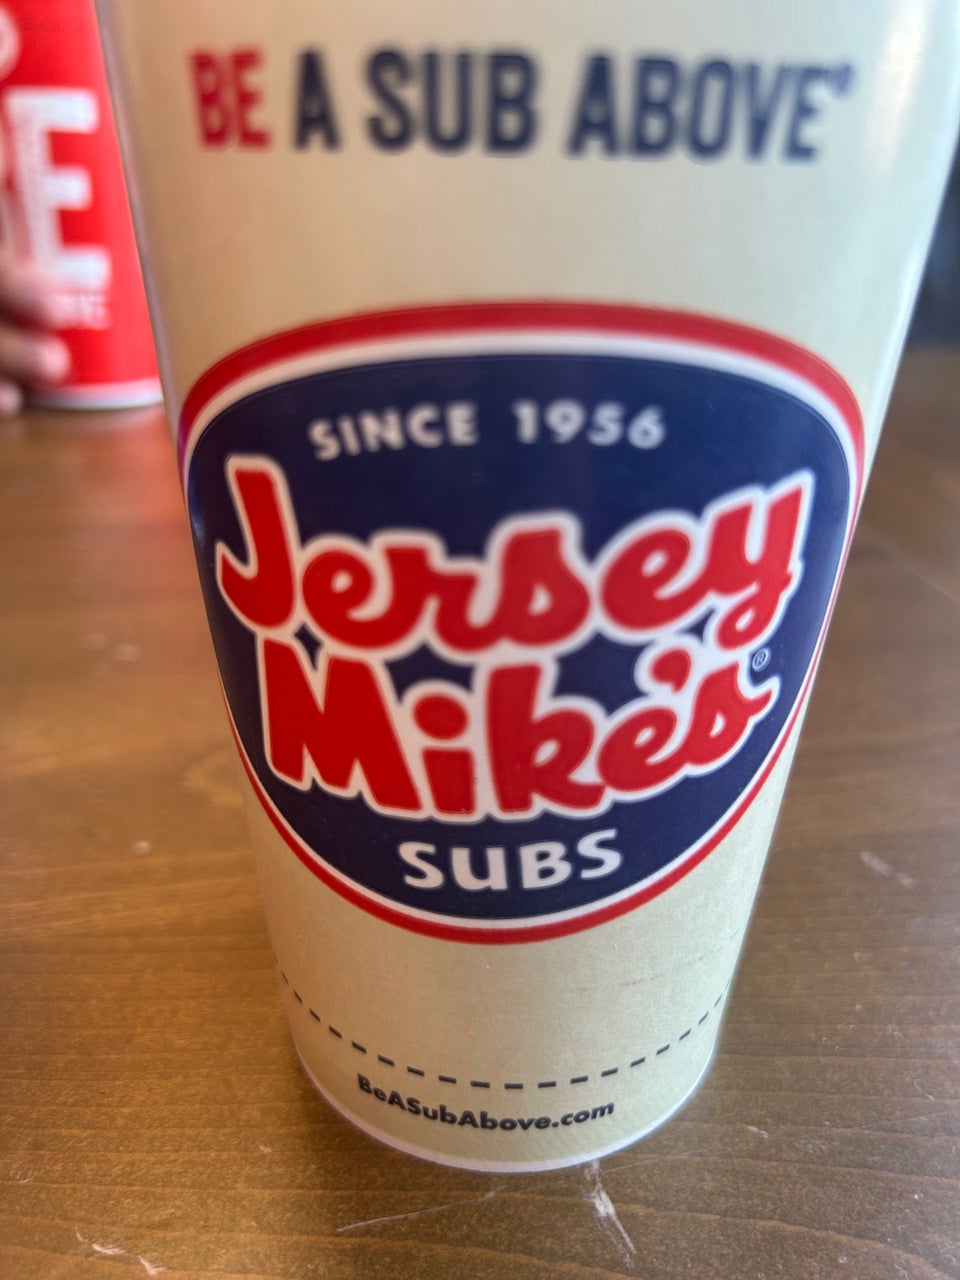 BE A SUB ABOVE®
SINCE 1956
Jersey
Mike's®
SUBS
BeASubAbove.com
E